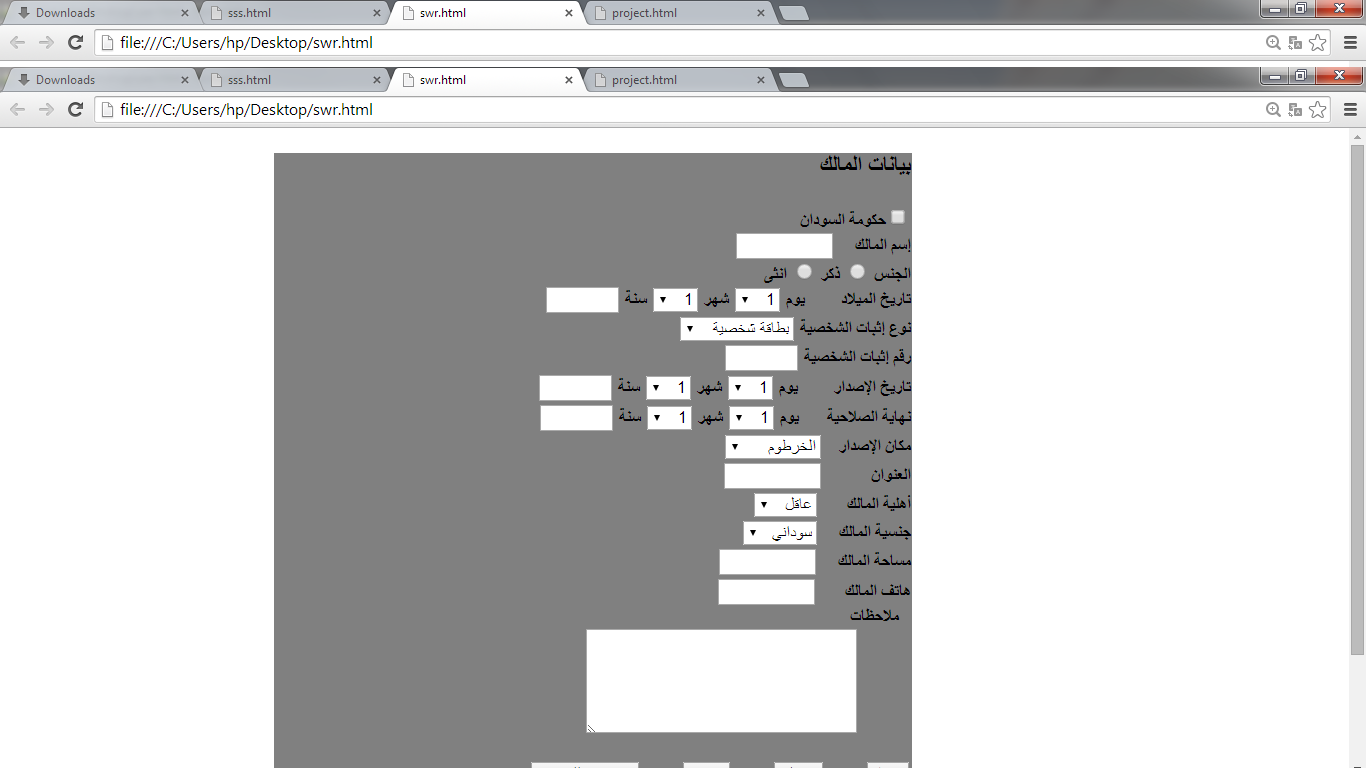 Downloads sss.html swr.html project.html
file:///C:/Users/hp/Desktop/swr.html
Downloads sss.html swr.html project.html
file:///C:/Users/hp/Desktop/swr.html
بيانات المالك
حكومة السودان
إسم المالك
الجنس ذكر انثى
تاريخ الميلاد يوم 1 شهر 1 سنة
نوع إثبات الشخصية بطاقة شخصية
رقم إثبات الشخصية
تاريخ الإصدار يوم 1 شهر 1 سنة
نهاية الصلاحية يوم 1 شهر 1 سنة
مكان الإصدار الخرطوم
العنوان
أهلية المالك عاقل
جنسية المالك سوداني
مساحة المالك
هاتف المالك
ملاحظات